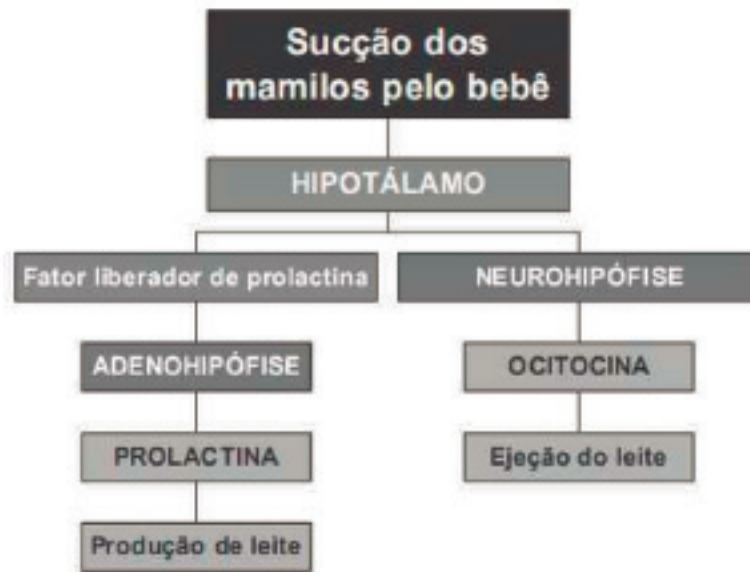 Sucção dos
mamilos pelo bebê
HIPOTÁLAMO
Fator liberador de prolactina
NEUROHIPÓFISE
ADENOHIPÓFISE
OCITOCINA
PROLACTINA
Ejeção do leite
Produção de leite